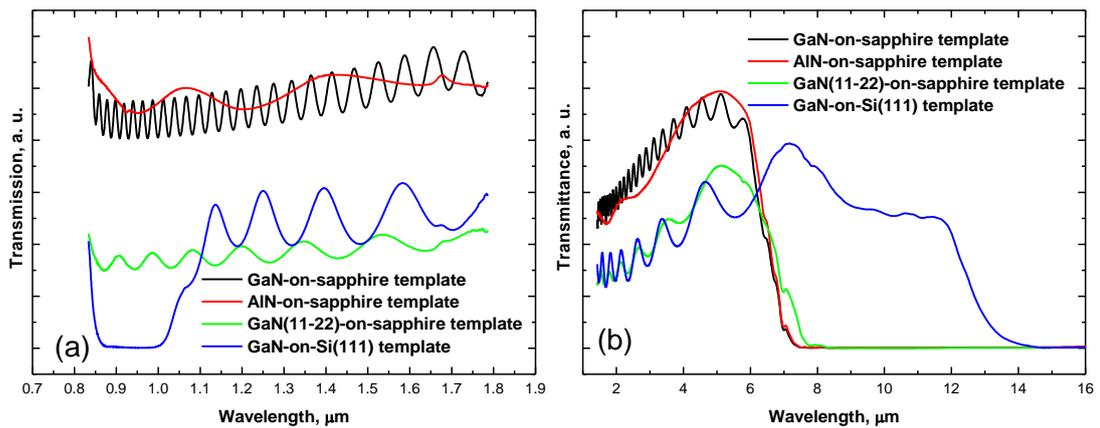 Transmission, a. u.
GaN-on-sapphire template
AlN-on-sapphire template
GaN(11-22)-on-sapphire template
GaN-on-Si(111) template
(a)
0.7 0.8 0.9 1.0 1.1 1.2 1.3 1.4 1.5 1.6 1.7 1.8 1.9
Wavelength, μm
Transmittance, a. u.
GaN-on-sapphire template
AlN-on-sapphire template
GaN(11-22)-on-sapphire template
GaN-on-Si(111) template
(b)
2 4 6 8 10 12 14 16
Wavelength, μm